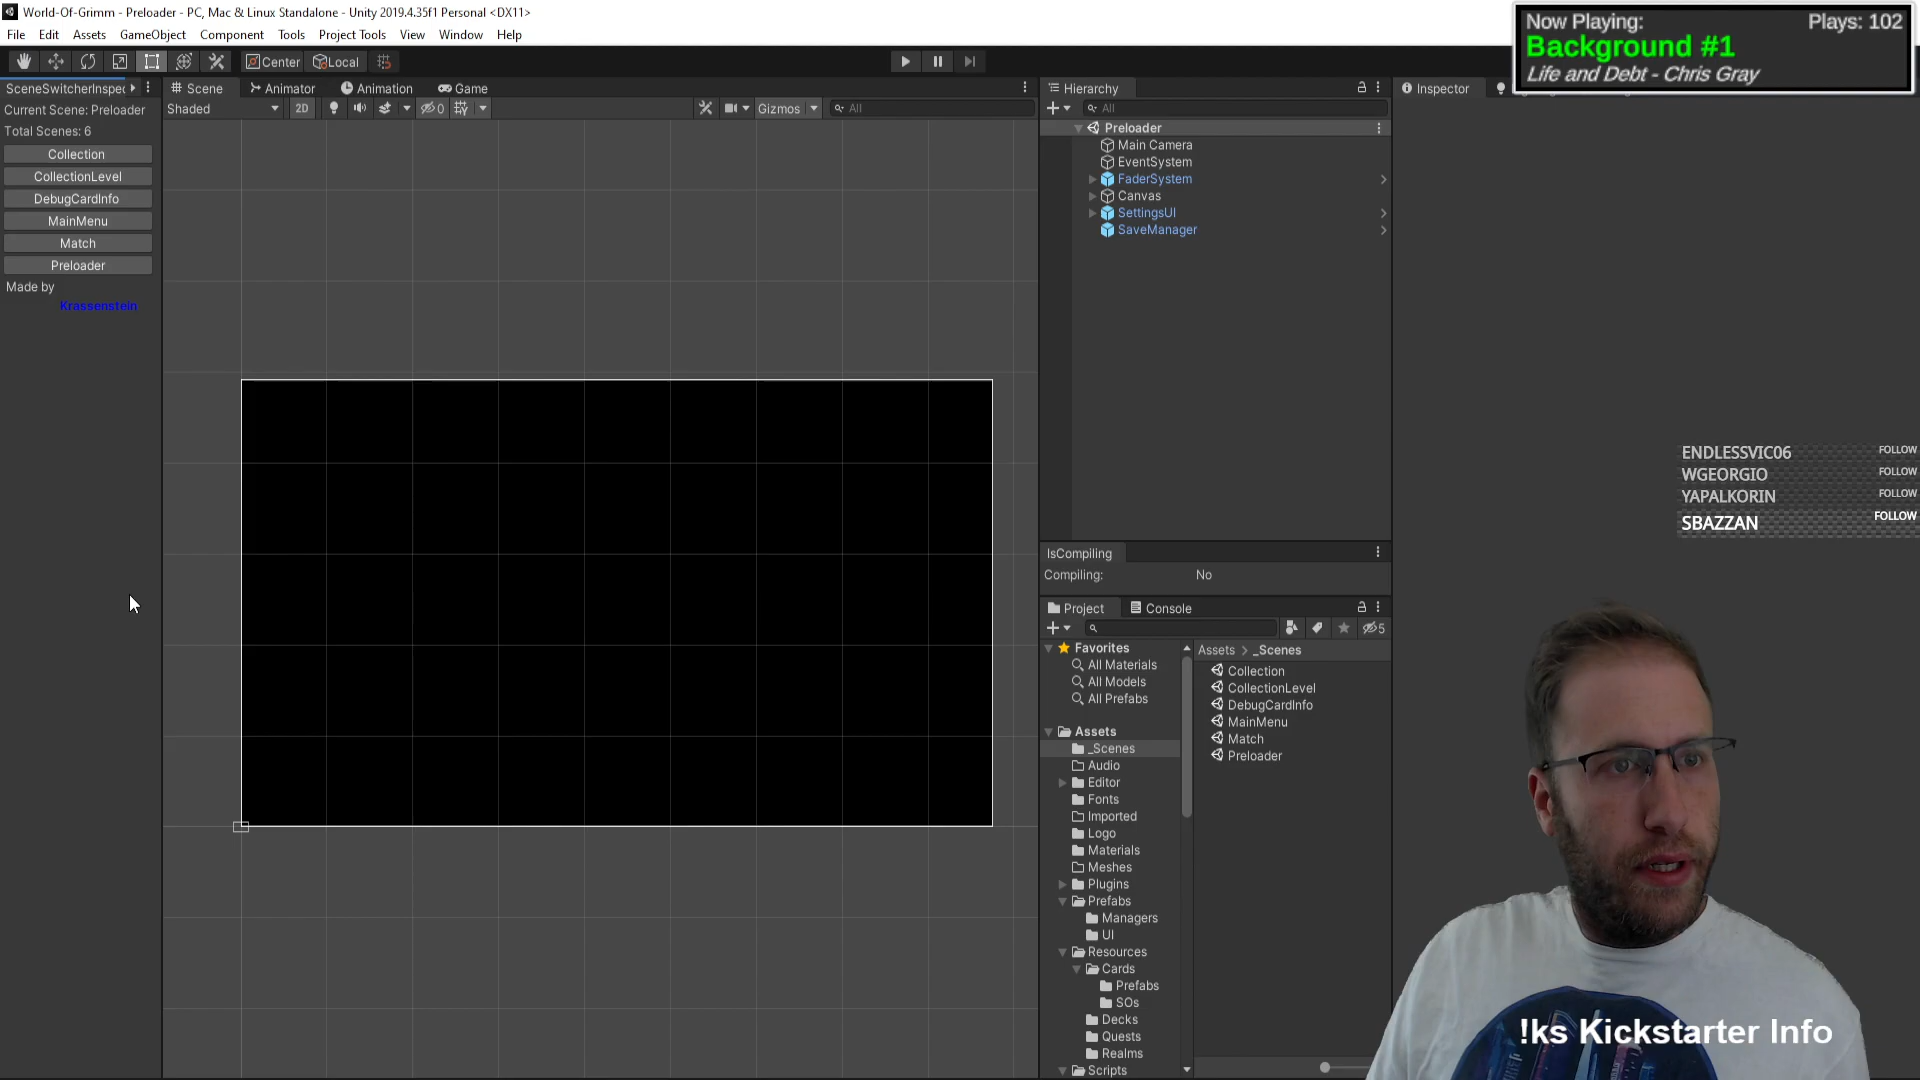 World-Of-Grimm - Preloader - PC, Mac & Linux Standalone - Unity 2019.4.35f1 Personal <DX11>
File Edit Assets GameObject Component Tools Project Tools View Window Help
Center Local
Now Playing: Plays: 102
Background #1
Life and Debt - Chris Gray
SceneSwitcherInspec
Current Scene: Preloader
Total Scenes: 6
Collection
CollectionLevel
DebugCardInfo
MainMenu
Match
Preloader
Made by
Krassenstein
Scene Animator Animation Game
Shaded 2D 0 Gizmos All
Hierarchy
All
Preloader
Main Camera
EventSystem
FaderSystem
Canvas
SettingsUI
SaveManager
Inspector
IsCompiling
Compiling: No
Project Console
5
Favorites
All Materials
All Models
All Prefabs
Assets
_Scenes
Audio
Editor
Fonts
Imported
Logo
Materials
Meshes
Plugins
Prefabs
Managers
UI
Resources
Cards
Prefabs
SOs
Decks
Quests
Realms
Scripts
Assets > _Scenes
Collection
CollectionLevel
DebugCardInfo
MainMenu
Match
Preloader
ENDLESSVIC06 FOLLOW
WGEORGIO FOLLOW
YAPALKORIN FOLLOW
SBAZZAN FOLLOW
!ks Kickstarter Info